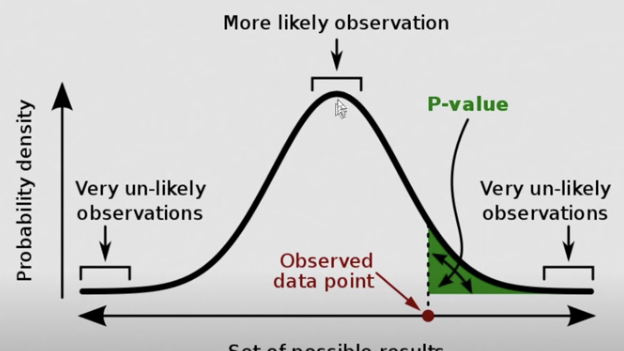 More likely observation
P-value
Probability density
Very un-likely
observations
Very un-likely
observations
Observed
data point
Set of possible results